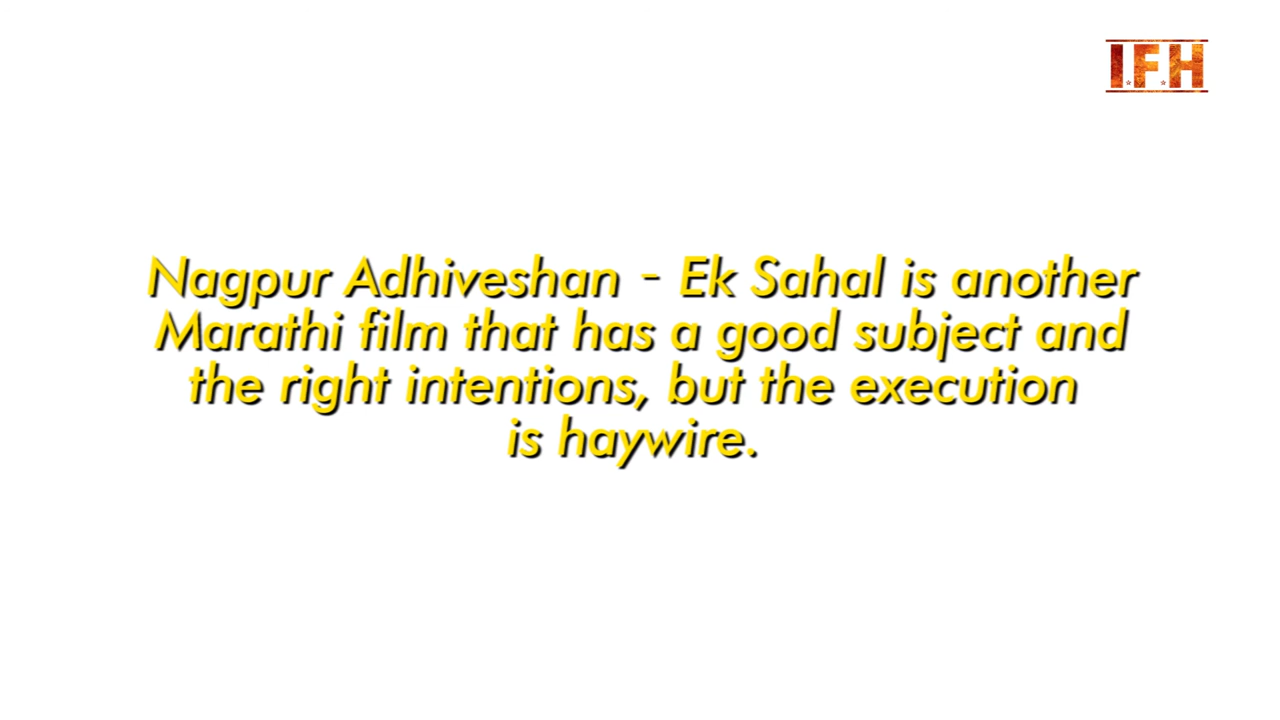 I.F.H
Nagpur Adhiveshan - Ek Sahal is another
Marathi film that has a good subject and
the right intentions, but the execution
is haywire.